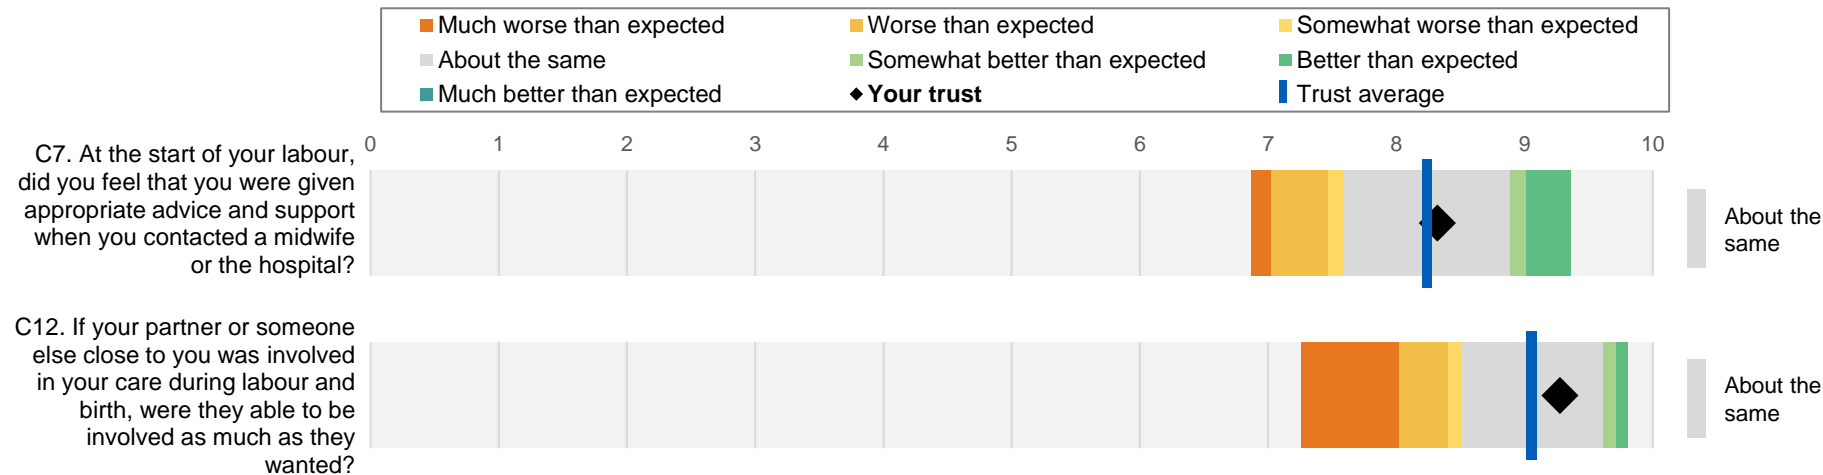 Much worse than expected
Worse than expected
Somewhat worse than expected
About the same
Somewhat better than expected
Better than expected
Much better than expected
Your trust
Trust average
0 1 2 3 4 5 6 7 8 9 10
C7. At the start of your labour,
did you feel that you were given
appropriate advice and support
when you contacted a midwife
or the hospital?
About the
same
C12. If your partner or someone
else close to you was involved
in your care during labour and
birth, were they able to be
involved as much as they
wanted?
About the
same